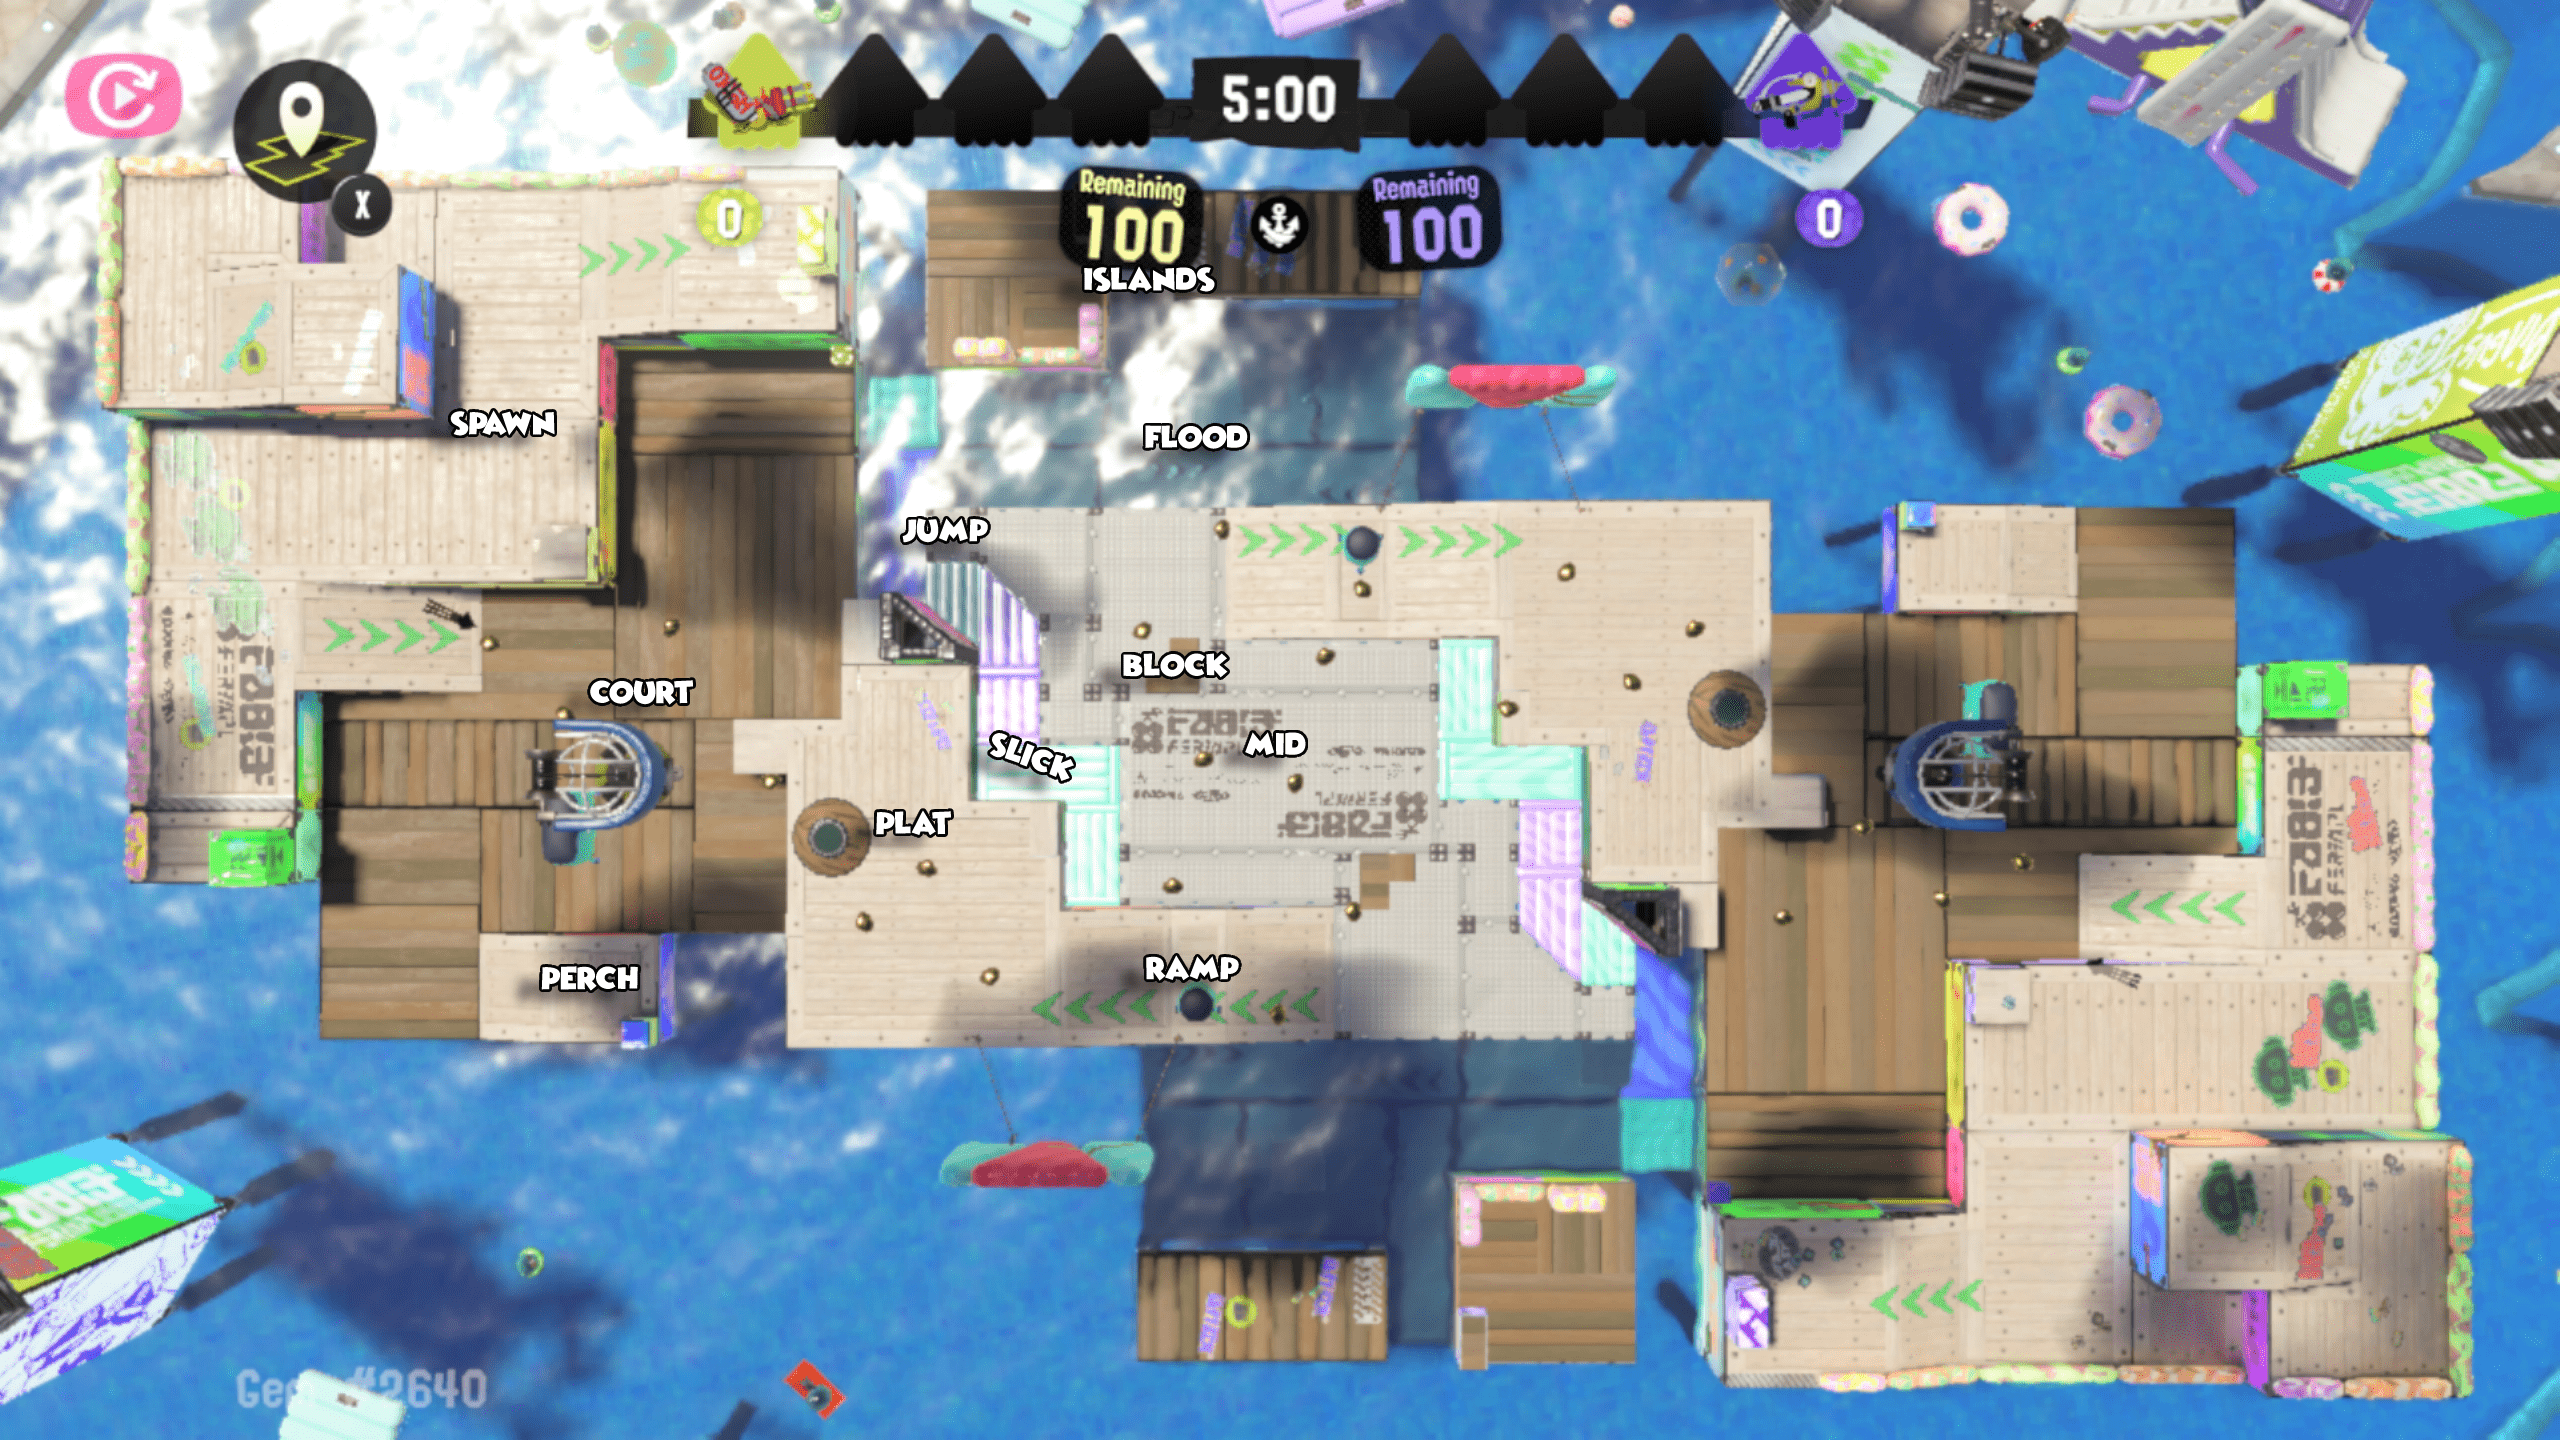 5:00
X
0
Remaining
100
Remaining
100
0
ISLANDS
SPAWN
FLOOD
JUMP
BLOCK
COURT
SLICK
MID
PLAT
RAMP
PERCH
#2640